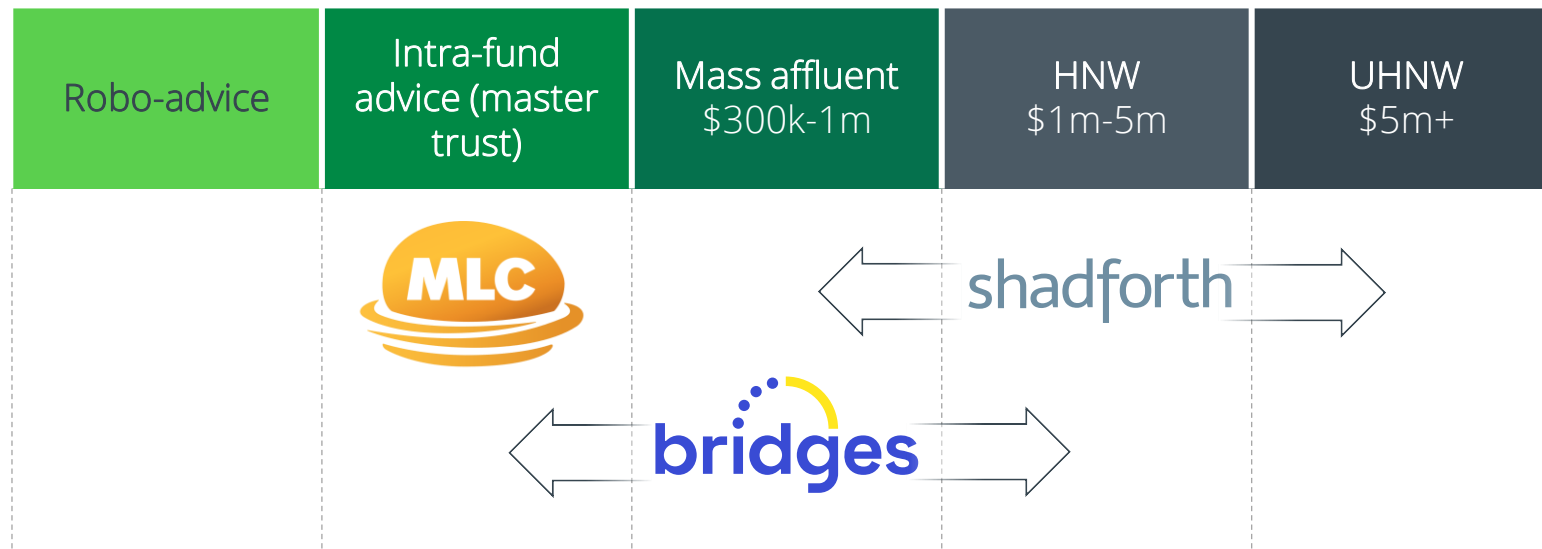 Robo-advice
Intra-fund
advice (master
trust)
Mass affluent
$300k-1m
HNW
$1m-5m
UHNW
$5m+
MLC
shadforth
bridges